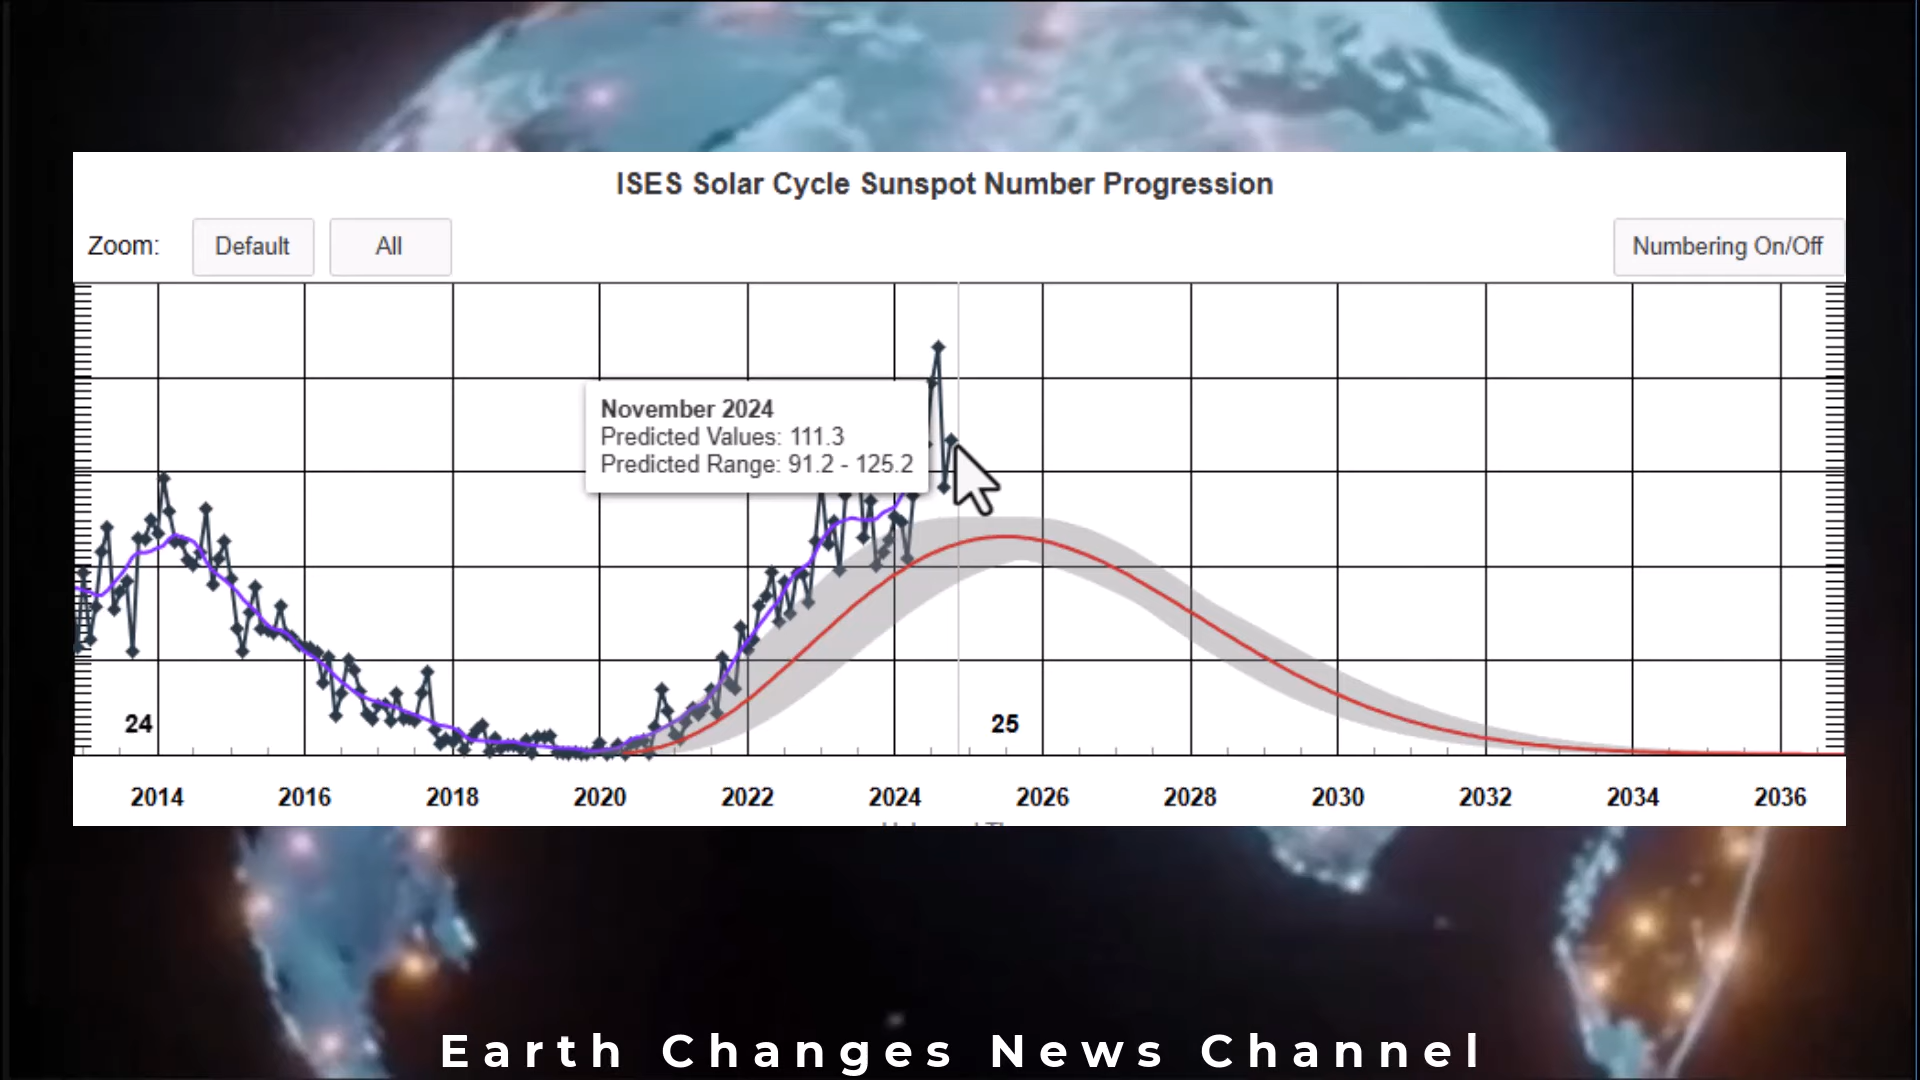 ISES Solar Cycle Sunspot Number Progression
Zoom: Default All Numbering On/Off
November 2024
Predicted Values: 111.3
Predicted Range: 91.2 - 125.2
24 25
2014 2016 2018 2020 2022 2024 2026 2028 2030 2032 2034 2036
Earth Changes News Channel